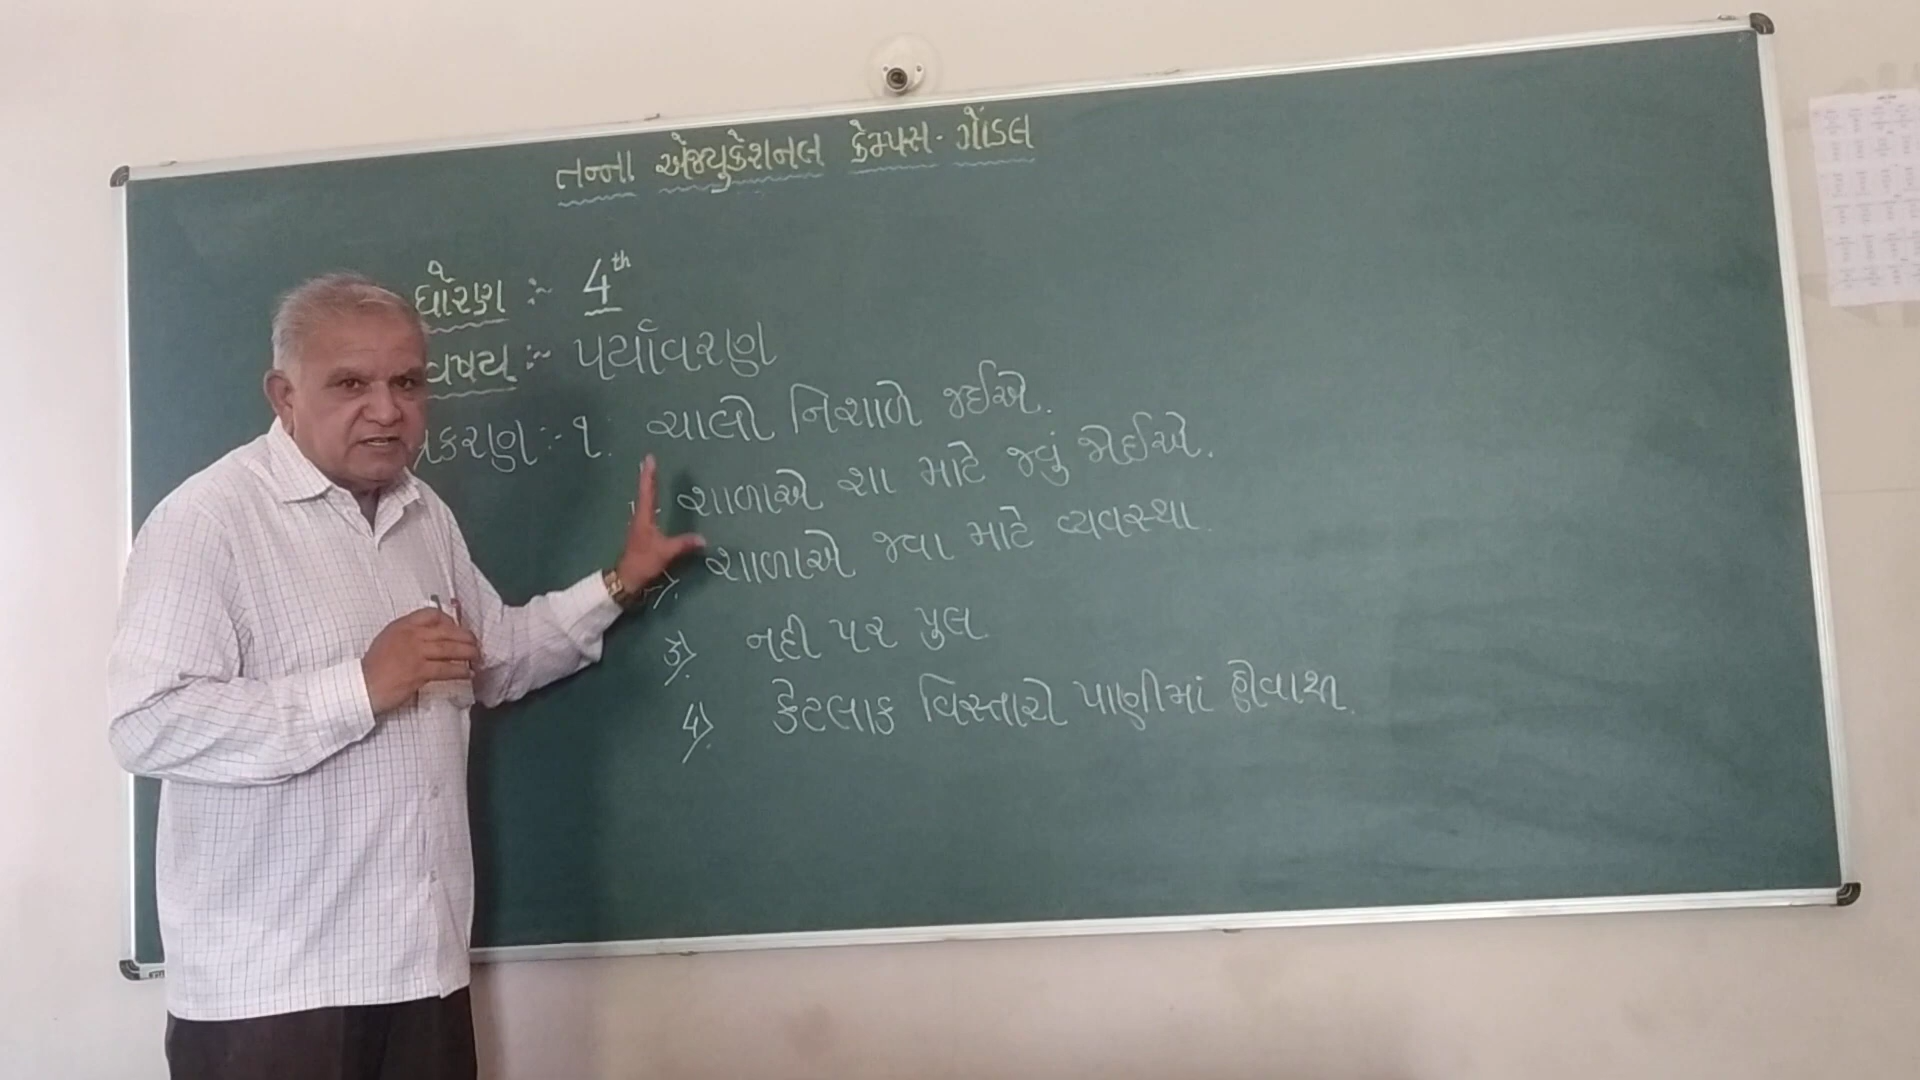 તન્ના એજ્યુકેશનલ કેમ્પસ - ગોંડલ
ધોરણ :- 4th
વિષય :- પર્યાવરણ
પ્રકરણ :- ૧. ચાલો નિશાળે જઈએ.
શાળાએ શા માટે જવું જોઈએ.
શાળાએ જવા માટે વ્યવસ્થા.
૩) નદી પર પુલ.
૪) કેટલાક વિસ્તારો પાણીમાં હોવાથી.